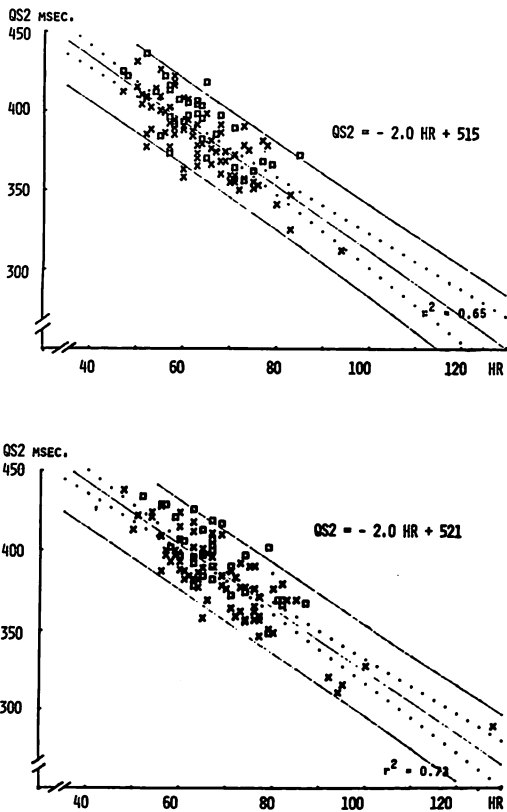 QS2 MSEC.
450
400
QS2 = - 2.0 HR + 515
350
300
r² = 0.65
40 60 80 100 120 HR
QS2 MSEC.
450
QS2 = - 2.0 HR + 521
400
350
300
r² = 0.72
40 60 80 100 120 HR